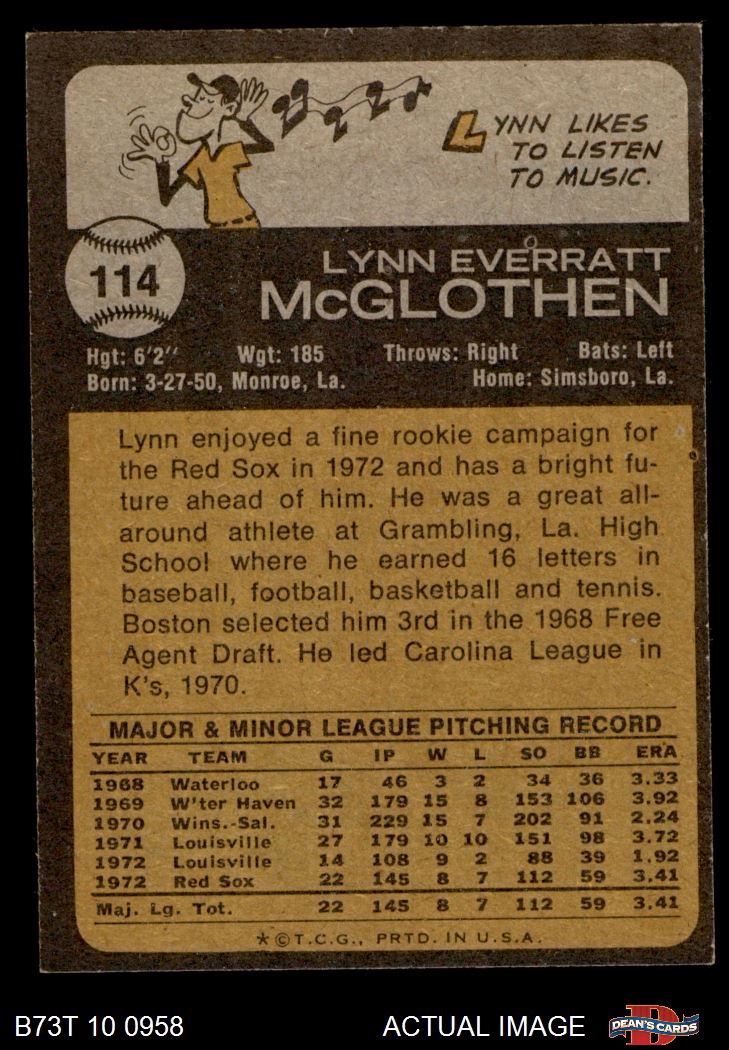 LYNN LIKES
TO LISTEN
TO MUSIC.
114
LYNN EVERRATT
McGLOTHEN
Hgt: 6'2" Wgt: 185 Throws: Right Bats: Left
Born: 3-27-50, Monroe, La. Home: Simsboro, La.
Lynn enjoyed a fine rookie campaign for
the Red Sox in 1972 and has a bright fu-
ture ahead of him. He was a great all-
around athlete at Grambling, La. High
School where he earned 16 letters in
baseball, football, basketball and tennis.
Boston selected him 3rd in the 1968 Free
Agent Draft. He led Carolina League in
K's, 1970.
MAJOR & MINOR LEAGUE PITCHING RECORD
YEAR TEAM G IP W L SO BB ERA
1968 Waterloo 17 46 3 2 34 36 3.33
1969 W'ter Haven 32 179 15 8 153 106 3.92
1970 Wins.-Sal. 31 229 15 7 202 91 2.24
1971 Louisville 27 179 10 10 151 98 3.72
1972 Louisville 14 108 9 2 88 39 1.92
1972 Red Sox 22 145 8 7 112 59 3.41
Maj. Lg. Tot. 22 145 8 7 112 59 3.41
*©T.C.G., PRTD. IN U.S.A.
B73T 10 0958 ACTUAL IMAGE D DEAN'S CARDS